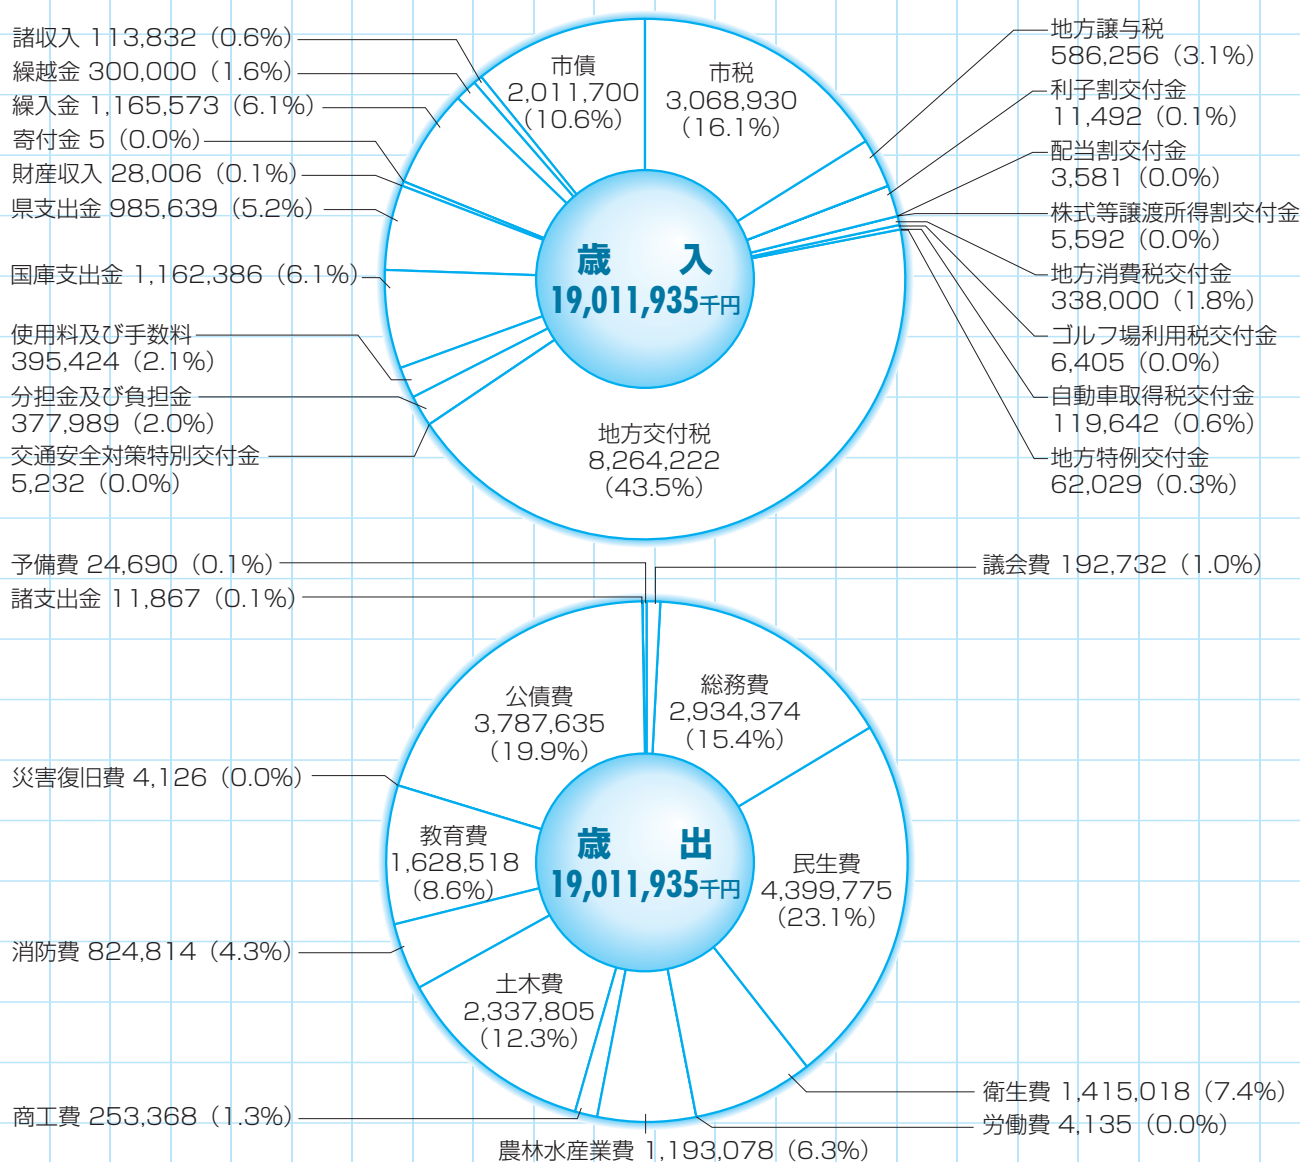 諸収入 113,832（0.6%）
繰越金 300,000（1.6%）
繰入金 1,165,573（6.1%）
寄付金 5（0.0%）
財産収入 28,006（0.1%）
県支出金 985,639（5.2%）
国庫支出金 1,162,386（6.1%）
使用料及び手数料
395,424（2.1%）
分担金及び負担金
377,989（2.0%）
交通安全対策特別交付金
5,232（0.0%）
市債
2,011,700
（10.6%）
市税
3,068,930
（16.1%）
歳　入
19,011,935千円
地方交付税
8,264,222
（43.5%）
地方譲与税
586,256（3.1%）
利子割交付金
11,492（0.1%）
配当割交付金
3,581（0.0%）
株式等譲渡所得割交付金
5,592（0.0%）
地方消費税交付金
338,000（1.8%）
ゴルフ場利用税交付金
6,405（0.0%）
自動車取得税交付金
119,642（0.6%）
地方特例交付金
62,029（0.3%）
予備費 24,690（0.1%）
諸支出金 11,867（0.1%）
議会費 192,732（1.0%）
公債費
3,787,635
（19.9%）
総務費
2,934,374
（15.4%）
災害復旧費 4,126（0.0%）
教育費
1,628,518
（8.6%）
歳　出
19,011,935千円
民生費
4,399,775
（23.1%）
消防費 824,814（4.3%）
土木費
2,337,805
（12.3%）
商工費 253,368（1.3%）
衛生費 1,415,018（7.4%）
労働費 4,135（0.0%）
農林水産業費 1,193,078（6.3%）